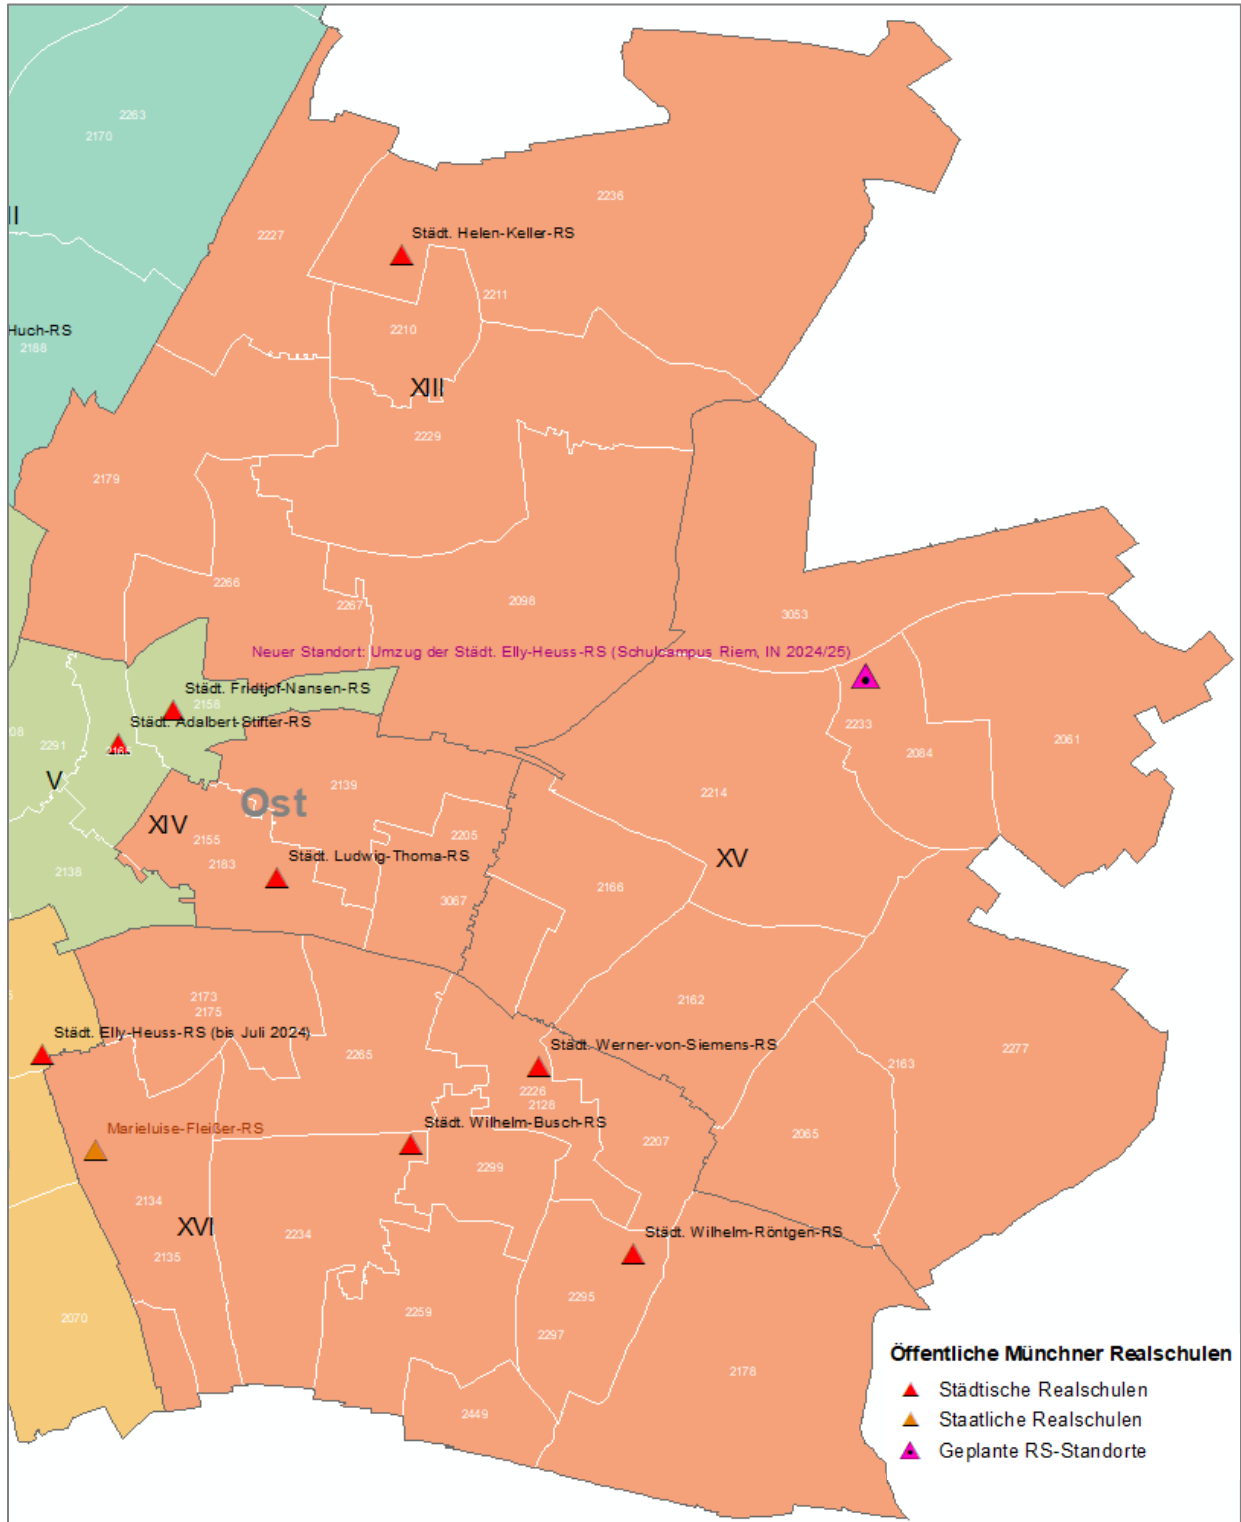 2263
2170
II
2236
2227
Städt. Helen-Keller-RS
2211
Huch-RS
2188
2210
XIII
2229
2179
2266
2267
2098
3053
Neuer Standort: Umzug der Städt. Elly-Heuss-RS (Schulcampus Riem, IN 2024/25)
Städt. Fridtjof-Nansen-RS
2158
Städt. Adalbert-Stifter-RS
2165
08
2291
V
2233
2084
2061
2139
2214
Ost
XIV
2155
2183
2205
Städt. Ludwig-Thoma-RS
XV
2138
2166
3067
2173
2175
2162
Städt. Elly-Heuss-RS (bis Juli 2024)
2265
Städt. Werner-von-Siemens-RS
2277
2163
2226
2128
Marieluise-Fleißer-RS
Städt. Wilhelm-Busch-RS
2065
2207
2299
2134
XVI
2135
2234
Städt. Wilhelm-Röntgen-RS
2295
2259
2297
2070
2178
2449
Öffentliche Münchner Realschulen
Städtische Realschulen
Staatliche Realschulen
Geplante RS-Standorte